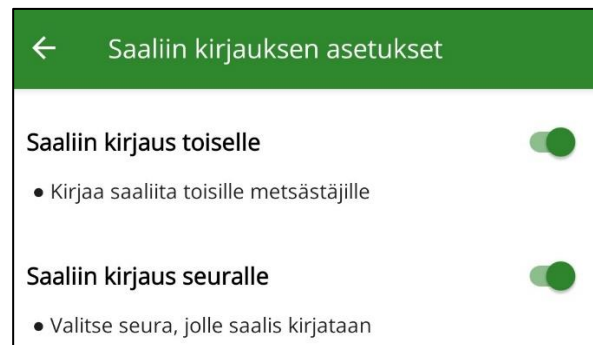 Saaliin kirjauksen asetukset
Saaliin kirjaus toiselle
● Kirjaa saaliita toisille metsästäjille
Saaliin kirjaus seuralle
● Valitse seura, jolle saalis kirjataan